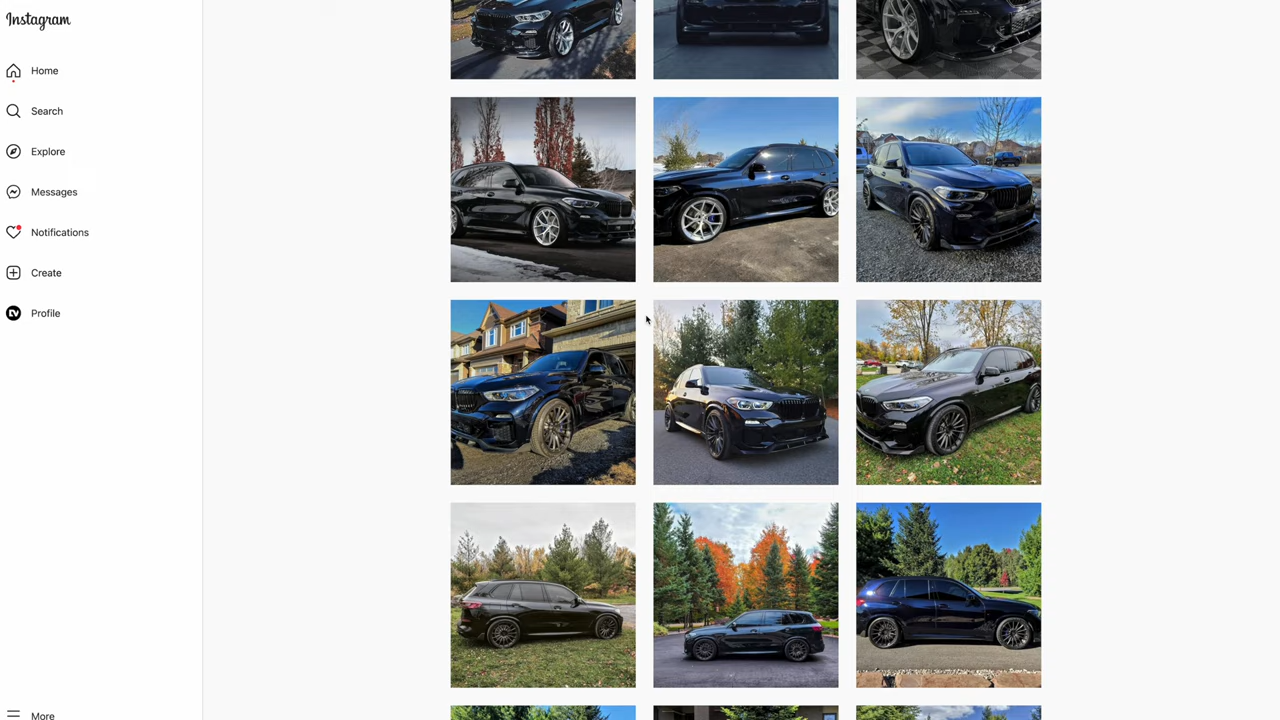 Instagram
Home
Search
Explore
Messages
Notifications
Create
Profile
More